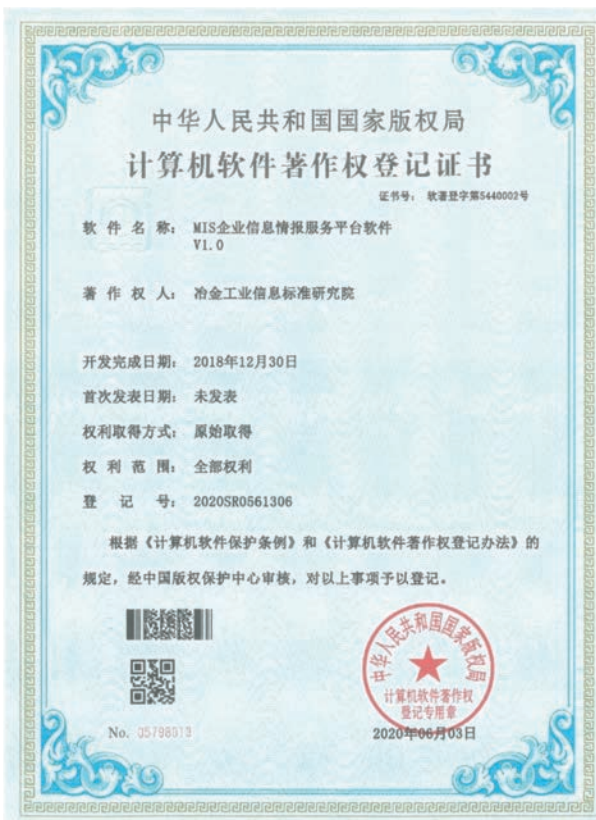 中华人民共和国国家版权局
计算机软件著作权登记证书
证书号： 软著登字第5440002号
软件名称： MIS企业信息情报服务平台软件
V1.0
著作权人： 冶金工业信息标准研究院
开发完成日期： 2018年12月30日
首次发表日期： 未发表
权利取得方式： 原始取得
权利范围： 全部权利
登记号： 2020SR0561306
根据《计算机软件保护条例》和《计算机软件著作权登记办法》的
规定，经中国版权保护中心审核，对以上事项予以登记。
中华人民共和国国家版权局
计算机软件著作权
登记专用章
No. 05798013
2020年06月03日